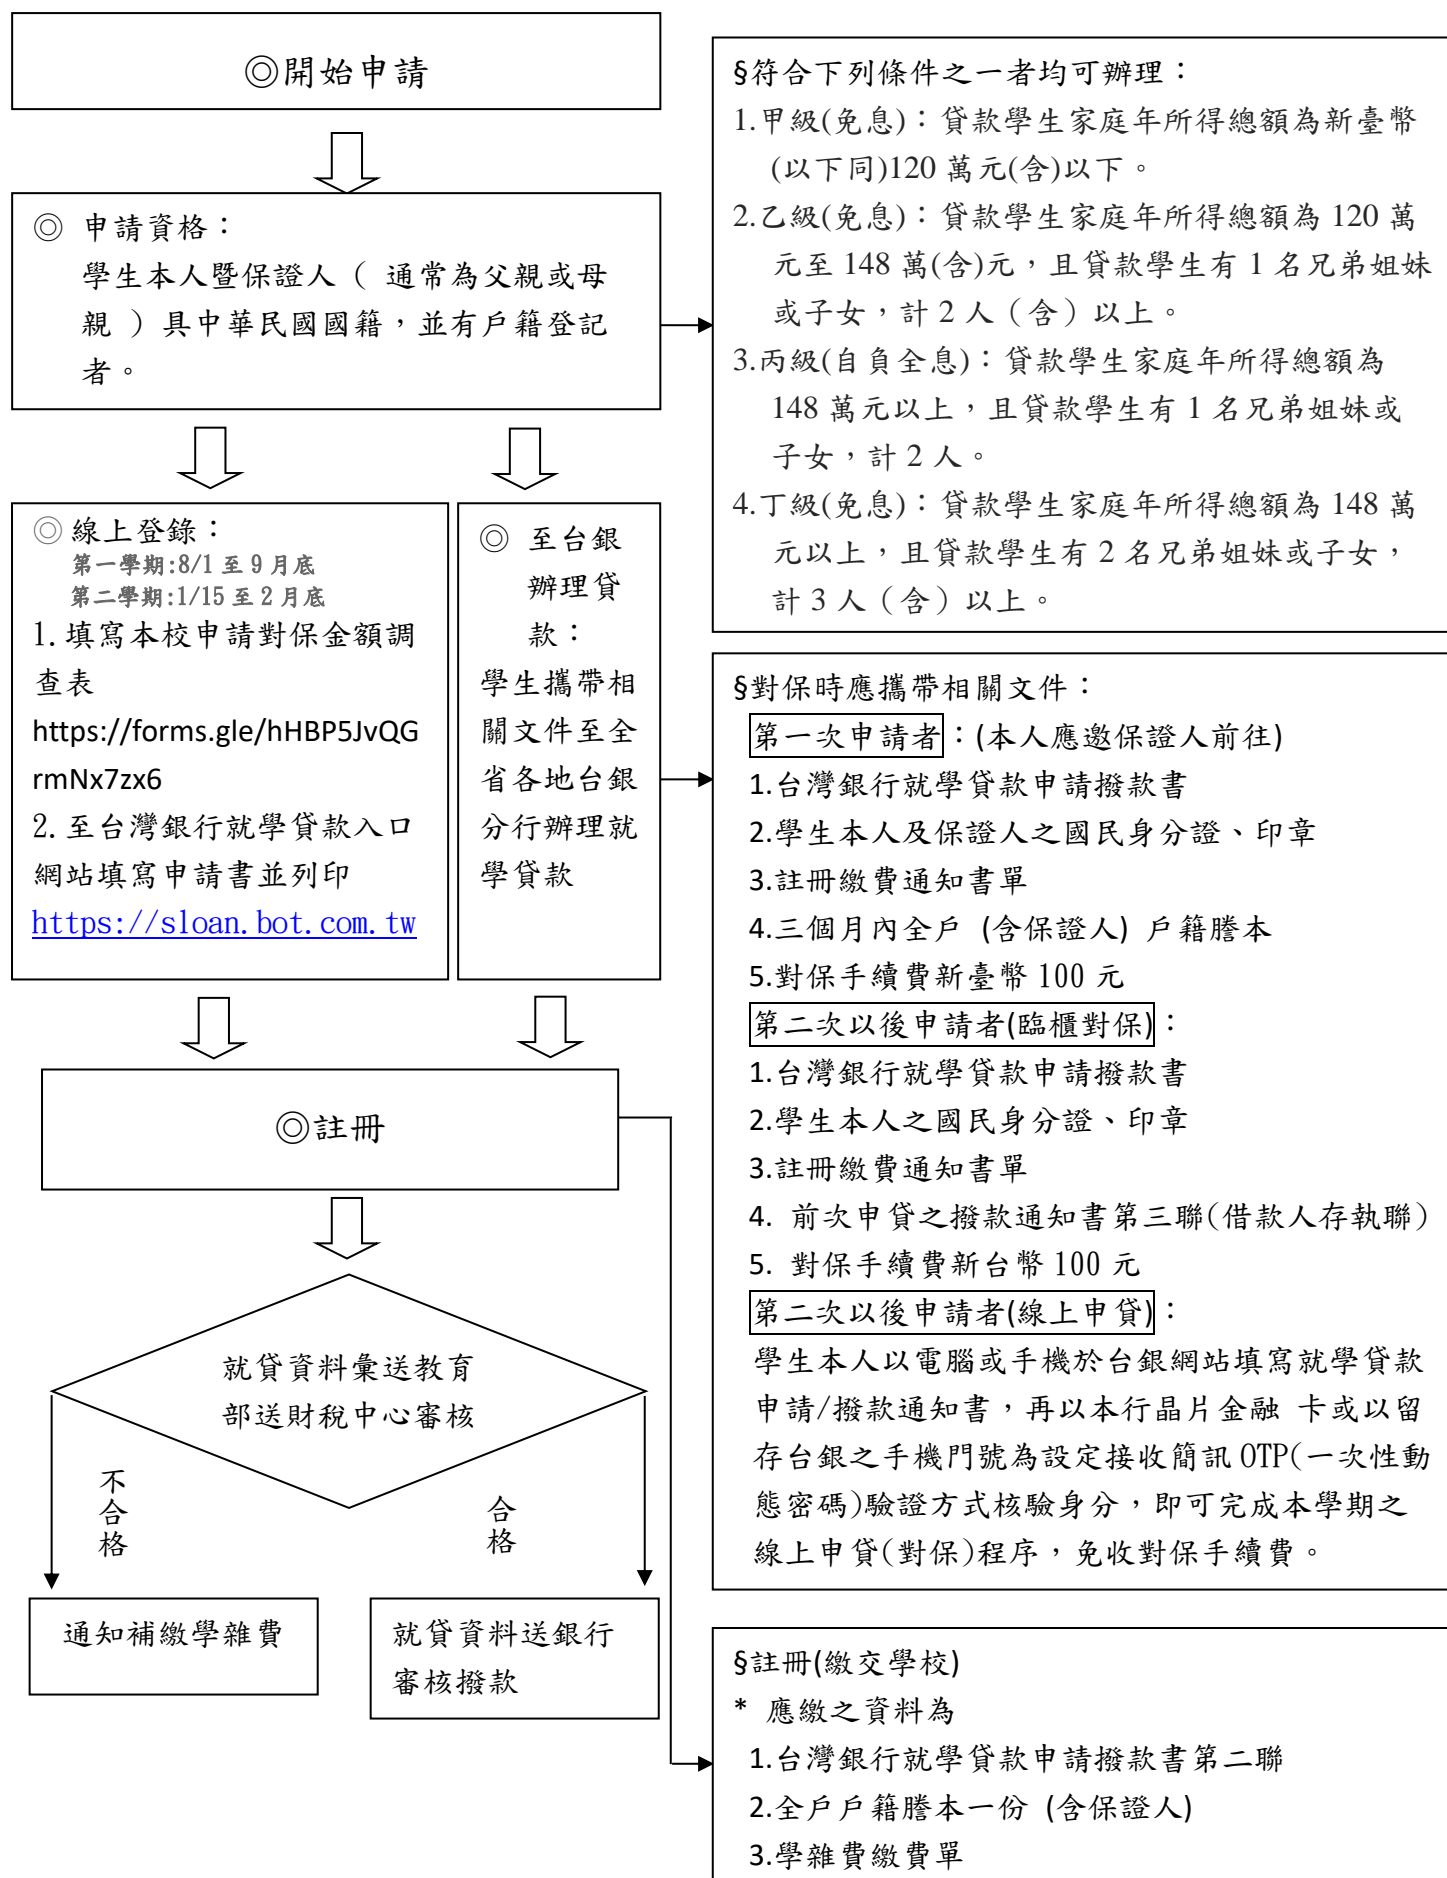 ◎開始申請
◎ 申請資格：
學生本人暨保證人（ 通常為父親或母
親 ）具中華民國國籍，並有戶籍登記
者。
§符合下列條件之一者均可辦理：
1.甲級(免息)：貸款學生家庭年所得總額為新臺幣
(以下同)120 萬元(含)以下。
2.乙級(免息)：貸款學生家庭年所得總額為 120 萬
元至 148 萬(含)元，且貸款學生有 1 名兄弟姐妹
或子女，計 2 人（含）以上。
3.丙級(自負全息)：貸款學生家庭年所得總額為
148 萬元以上，且貸款學生有 1 名兄弟姐妹或
子女，計 2 人。
4.丁級(免息)：貸款學生家庭年所得總額為 148 萬
元以上，且貸款學生有 2 名兄弟姐妹或子女，
計 3 人（含）以上。
◎線上登錄：
第一學期:8/1 至 9 月底
第二學期:1/15 至 2 月底
1.填寫本校申請對保金額調
查表
https://forms.gle/hHBP5JvQG
rmNx7zx6
2.至台灣銀行就學貸款入口
網站填寫申請書並列印
https://sloan.bot.com.tw
◎ 至台銀
辦理貸
款：
學生攜帶相
關文件至全
省各地台銀
分行辦理就
學貸款
§對保時應攜帶相關文件：
第一次申請者：(本人應邀保證人前往)
1.台灣銀行就學貸款申請撥款書
2.學生本人及保證人之國民身分證、印章
3.註冊繳費通知書單
4.三個月內全戶 (含保證人) 戶籍謄本
5.對保手續費新臺幣 100 元
第二次以後申請者(臨櫃對保)：
1.台灣銀行就學貸款申請撥款書
2.學生本人之國民身分證、印章
3.註冊繳費通知書單
4. 前次申貸之撥款通知書第三聯(借款人存執聯)
5. 對保手續費新台幣 100 元
第二次以後申請者(線上申貸)：
學生本人以電腦或手機於台銀網站填寫就學貸款
申請/撥款通知書，再以本行晶片金融 卡或以留
存台銀之手機門號為設定接收簡訊 OTP(一次性動
態密碼)驗證方式核驗身分，即可完成本學期之
線上申貸(對保)程序，免收對保手續費。
◎註冊
就貸資料彙送教育
部送財稅中心審核
不合格
合格
通知補繳學雜費
就貸資料送銀行
審核撥款
§註冊(繳交學校)
* 應繳之資料為
1.台灣銀行就學貸款申請撥款書第二聯
2.全戶戶籍謄本一份 (含保證人)
3.學雜費繳費單